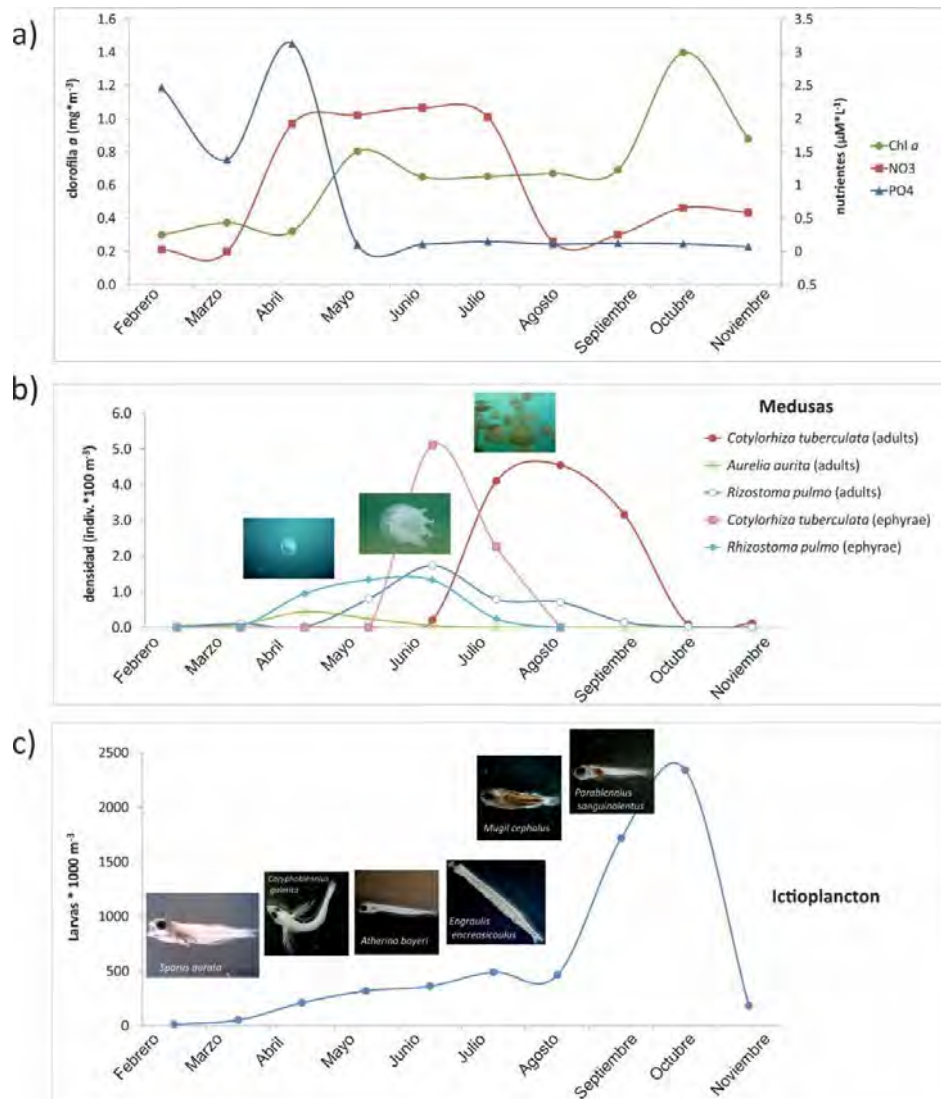 a)
clorofila a (mg*m-3)
1.6
1.4
1.2
1.0
0.8
0.6
0.4
0.2
0.0
3.5
3
2.5
2
1.5
1
0.5
0
0.5
nutrientes (µM*L-1)
Chl a
NO3
PO4
Febrero
Marzo
Abril
Mayo
Junio
Julio
Agosto
Septiembre
Octubre
Noviembre
b)
densidad (indiv. *100 m-3)
6.0
5.0
4.0
3.0
2.0
1.0
0.0
Medusas
Cotylorhiza tuberculata (adults)
Aurelia aurita (adults)
Rizostoma pulmo (adults)
Cotylorhiza tuberculata (ephyrae)
Rhizostoma pulmo (ephyrae)
Febrero
Marzo
Abril
Mayo
Junio
Julio
Agosto
Septiembre
Octubre
Noviembre
c)
Larvas * 1000 m-3
2500
2000
1500
1000
500
0
Sparus aurata
Coryphoblennius
galerita
Atherina boyeri
Engraulis
encrasicoulus
Mugil cephalus
Parablennius
sanguinolentus
Ictioplancton
Febrero
Marzo
Abril
Mayo
Junio
Julio
Agosto
Septiembre
Octubre
Noviembre